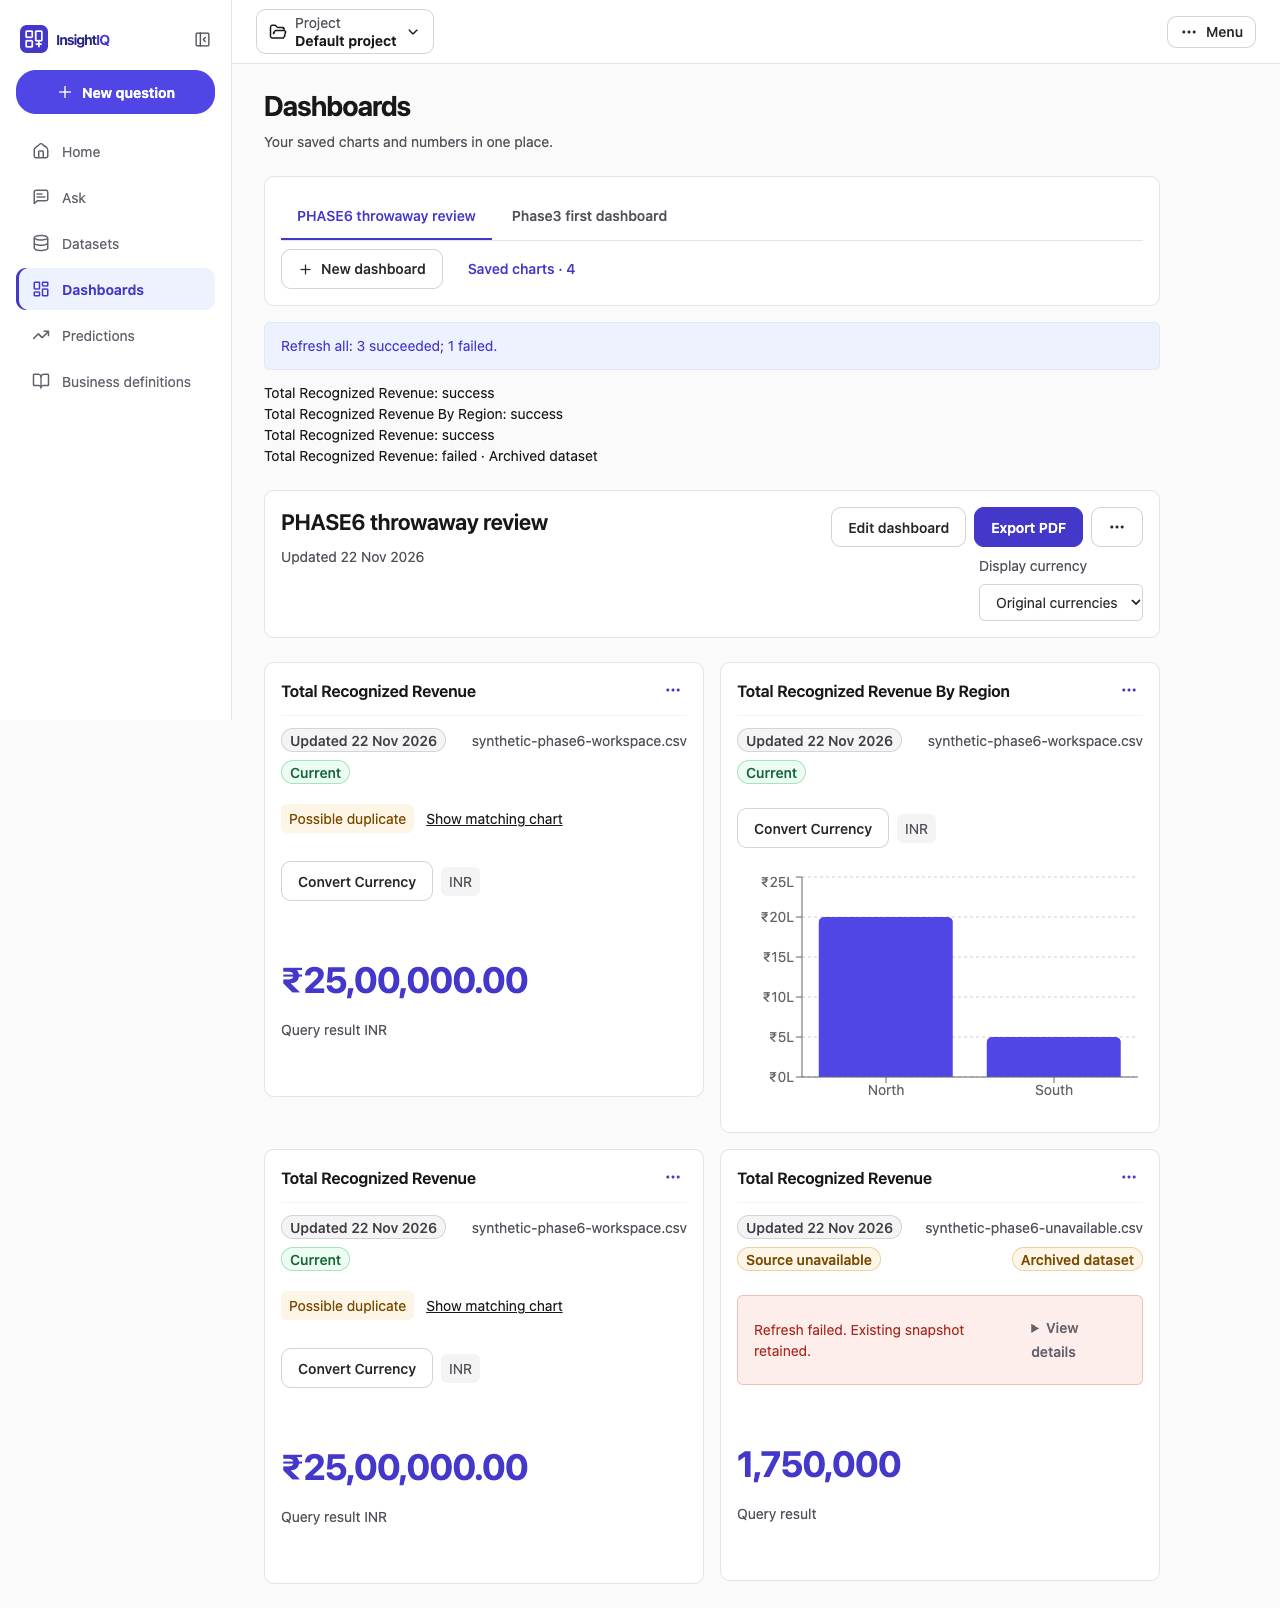 InsightIQ
New question
Home
Ask
Datasets
Dashboards
Predictions
Business definitions
Project
Default project
Menu
Dashboards
Your saved charts and numbers in one place.
PHASE6 throwaway review
Phase3 first dashboard
New dashboard
Saved charts · 4
Refresh all: 3 succeeded; 1 failed.
Total Recognized Revenue: success
Total Recognized Revenue By Region: success
Total Recognized Revenue: success
Total Recognized Revenue: failed · Archived dataset
PHASE6 throwaway review
Updated 22 Nov 2026
Edit dashboard
Export PDF
Display currency
Original currencies
Total Recognized Revenue
Updated 22 Nov 2026
synthetic-phase6-workspace.csv
Current
Possible duplicate
Show matching chart
Convert Currency
INR
₹25,00,000.00
Query result INR
Total Recognized Revenue By Region
Updated 22 Nov 2026
synthetic-phase6-workspace.csv
Current
Convert Currency
INR
₹25L
₹20L
₹15L
₹10L
₹5L
₹0L
North
South
Total Recognized Revenue
Updated 22 Nov 2026
synthetic-phase6-workspace.csv
Current
Possible duplicate
Show matching chart
Convert Currency
INR
₹25,00,000.00
Query result INR
Total Recognized Revenue
Updated 22 Nov 2026
synthetic-phase6-unavailable.csv
Source unavailable
Archived dataset
Refresh failed. Existing snapshot
retained.
View
details
1,750,000
Query result